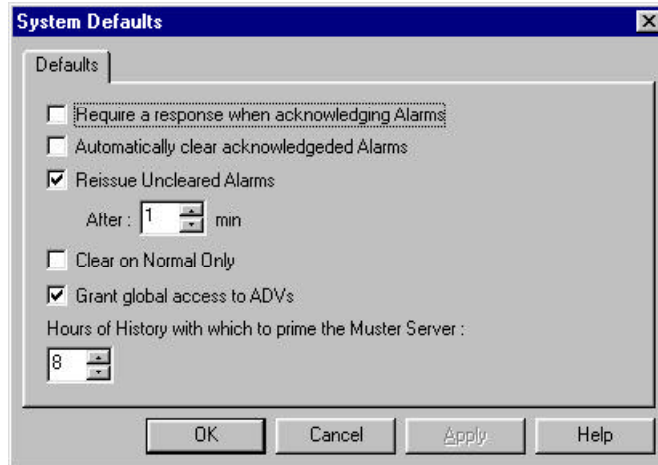 System Defaults
Defaults
Require a response when acknowledging Alarms
Automatically clear acknowledgeded Alarms
Reissue Uncleared Alarms
After : 1 min
Clear on Normal Only
Grant global access to ADVs
Hours of History with which to prime the Muster Server :
8
OK Cancel Apply Help